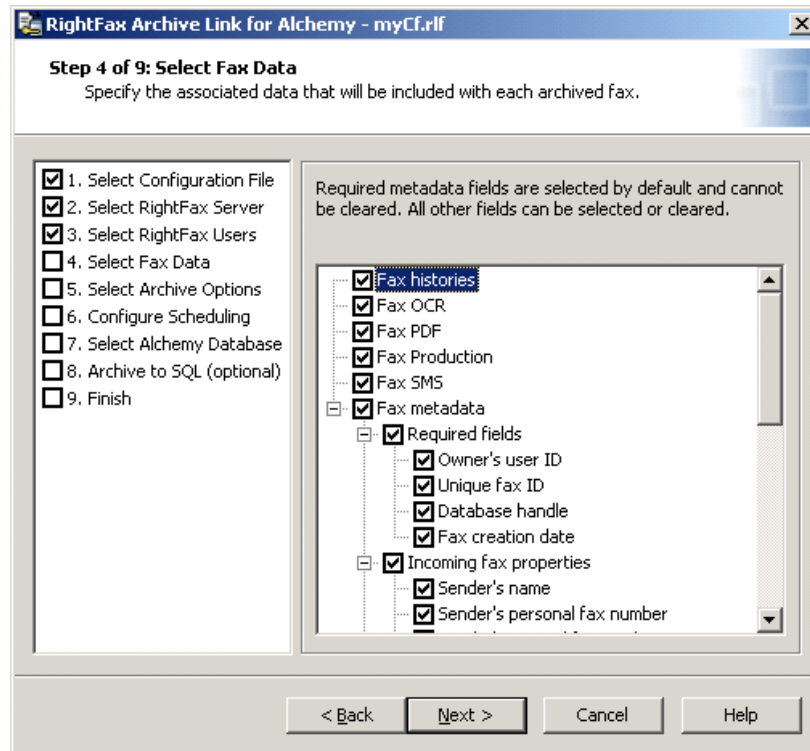 RightFax Archive Link for Alchemy - myCf.rlf
Step 4 of 9: Select Fax Data
Specify the associated data that will be included with each archived fax.
1. Select Configuration File
2. Select RightFax Server
3. Select RightFax Users
4. Select Fax Data
5. Select Archive Options
6. Configure Scheduling
7. Select Alchemy Database
8. Archive to SQL (optional)
9. Finish
Required metadata fields are selected by default and cannot
be cleared. All other fields can be selected or cleared.
Fax histories
Fax OCR
Fax PDF
Fax Production
Fax SMS
Fax metadata
Required fields
Owner's user ID
Unique fax ID
Database handle
Fax creation date
Incoming fax properties
Sender's name
Sender's personal fax number
< Back
Next >
Cancel
Help